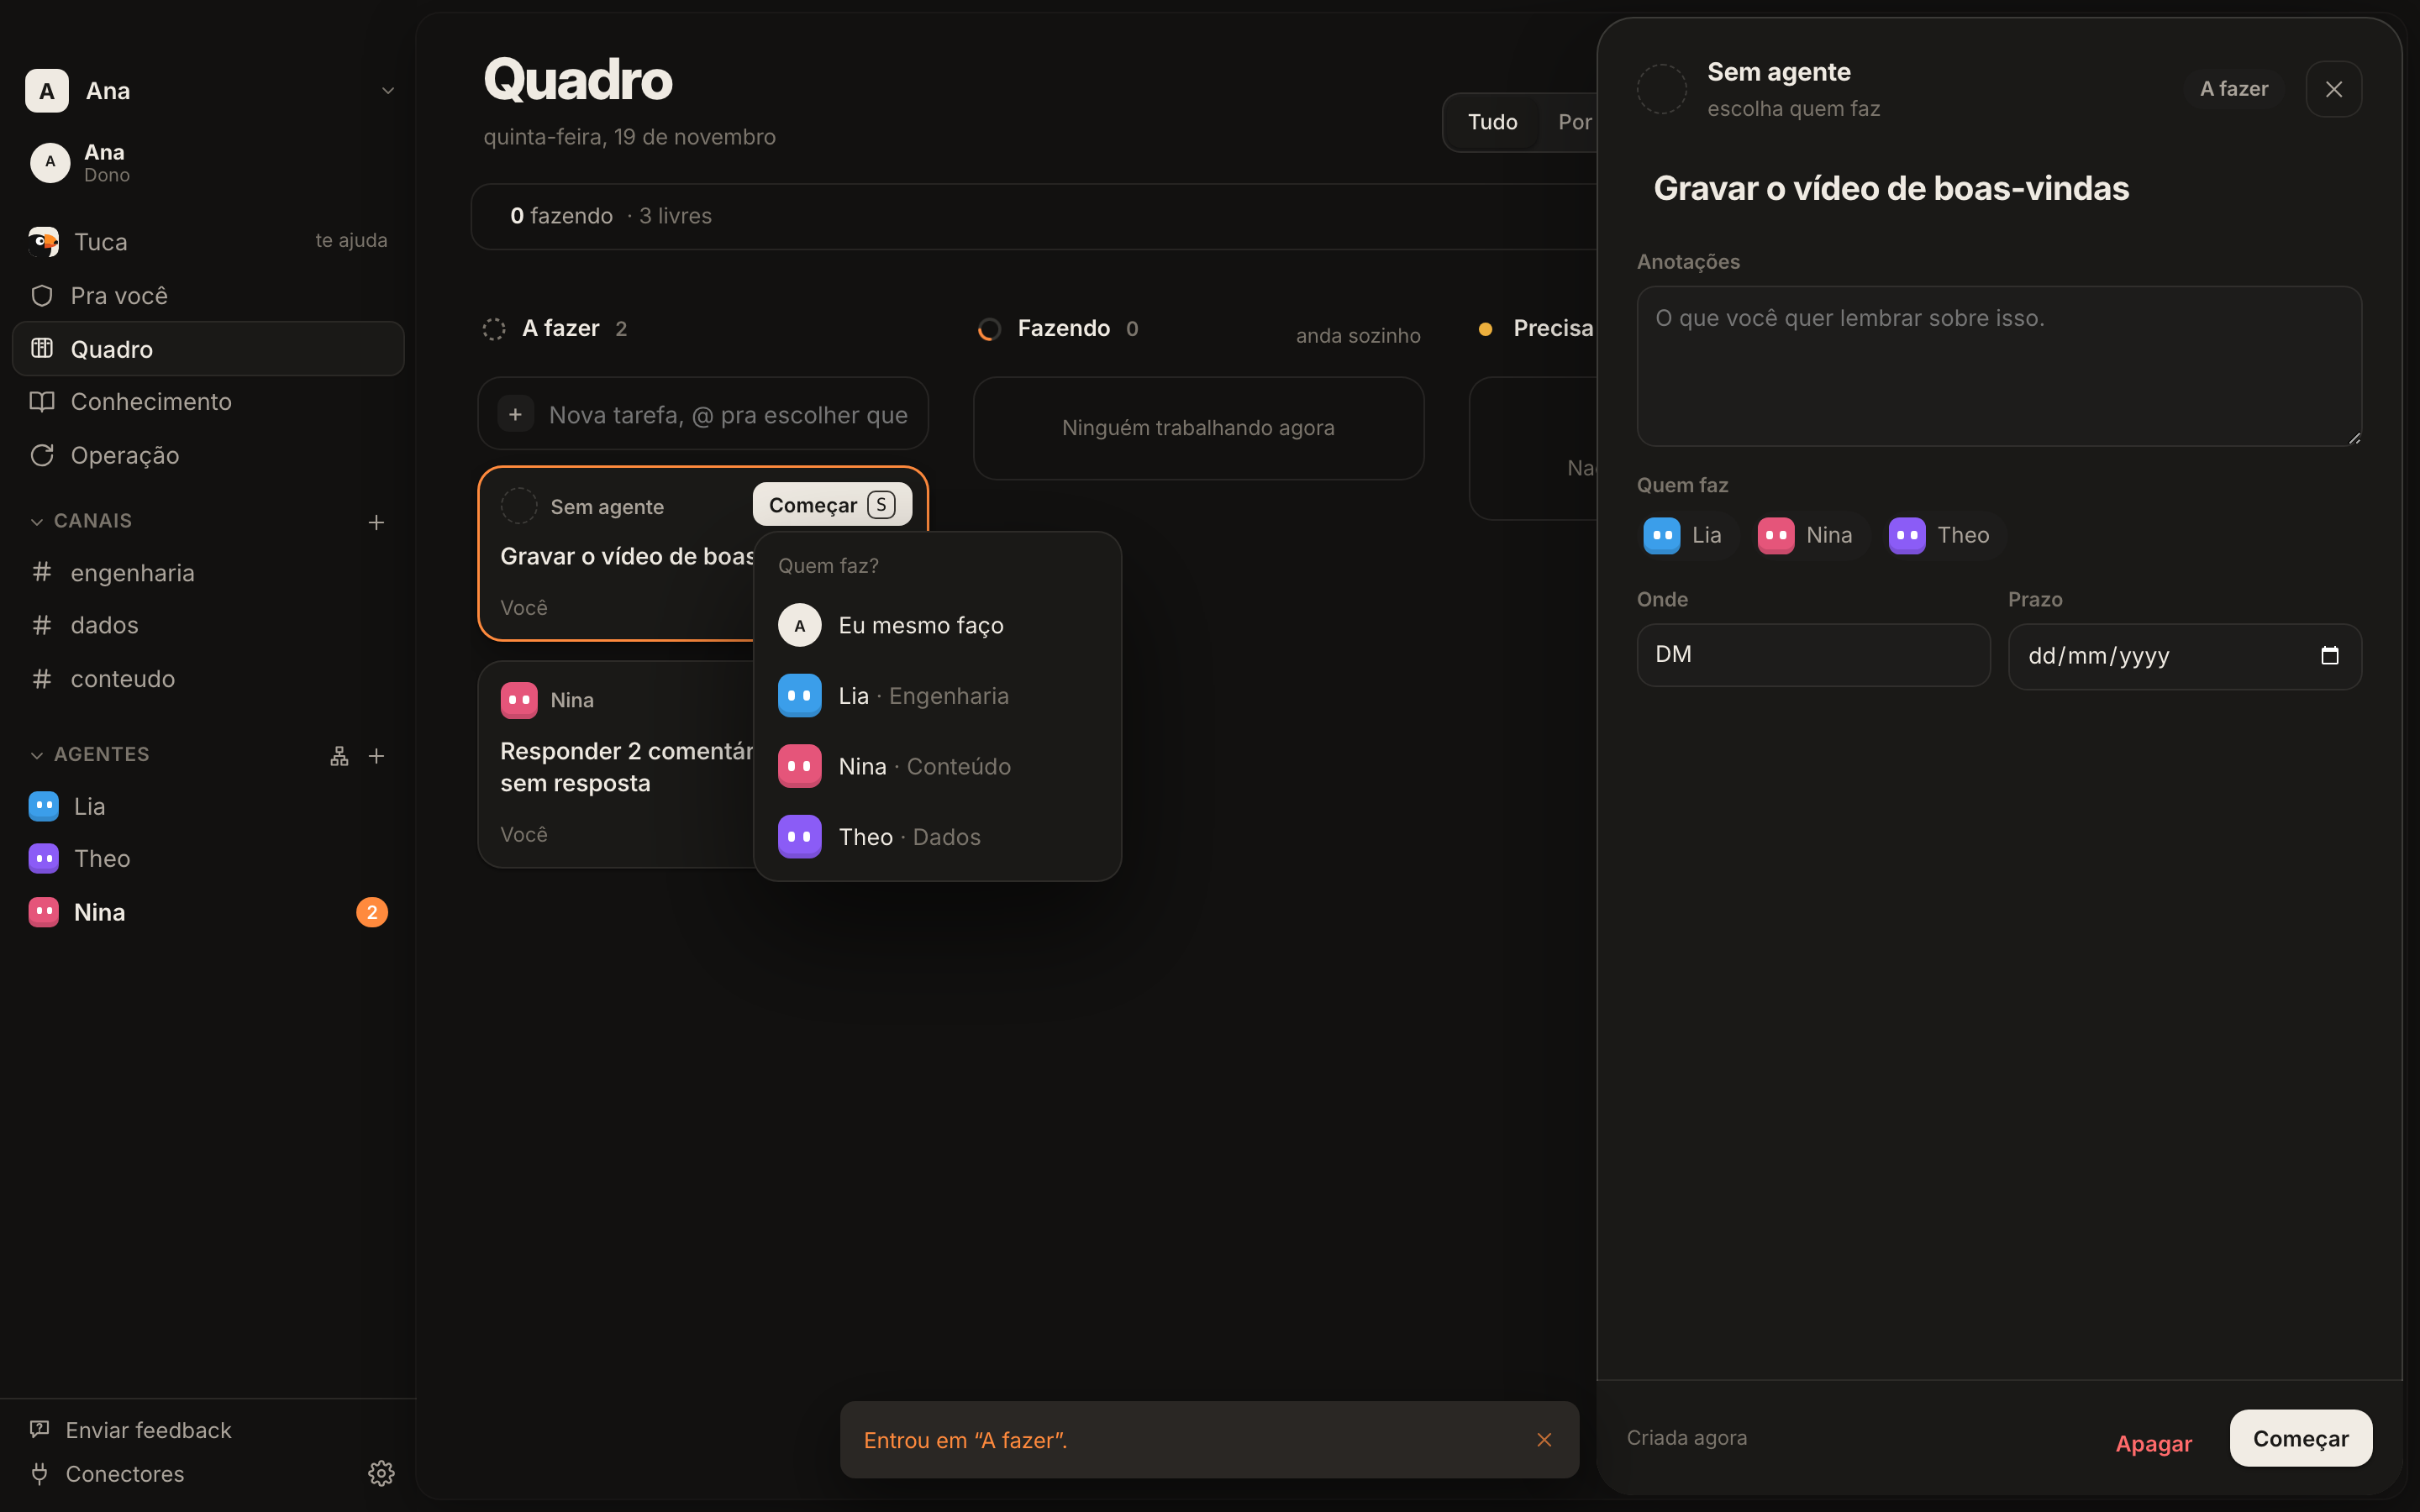 A
Ana
A
Ana
Dono
Tuca
te ajuda
Pra você
Quadro
Conhecimento
Operação
CANAIS
engenharia
dados
conteudo
AGENTES
Lia
Theo
Nina
2
Enviar feedback
Conectores
Quadro
quinta-feira, 19 de novembro
Tudo
Por
0 fazendo · 3 livres
A fazer 2
Nova tarefa, @ pra escolher que
Sem agente
Começar S
Gravar o vídeo de boas
Você
Nina
Responder 2 comentár
sem resposta
Você
Quem faz?
A
Eu mesmo faço
Lia · Engenharia
Nina · Conteúdo
Theo · Dados
Fazendo 0
anda sozinho
Ninguém trabalhando agora
Precisa
Entrou em “A fazer”.
Sem agente
escolha quem faz
A fazer
Gravar o vídeo de boas-vindas
Anotações
O que você quer lembrar sobre isso.
Quem faz
Lia
Nina
Theo
Onde
Prazo
DM
dd/mm/yyyy
Criada agora
Apagar
Começar